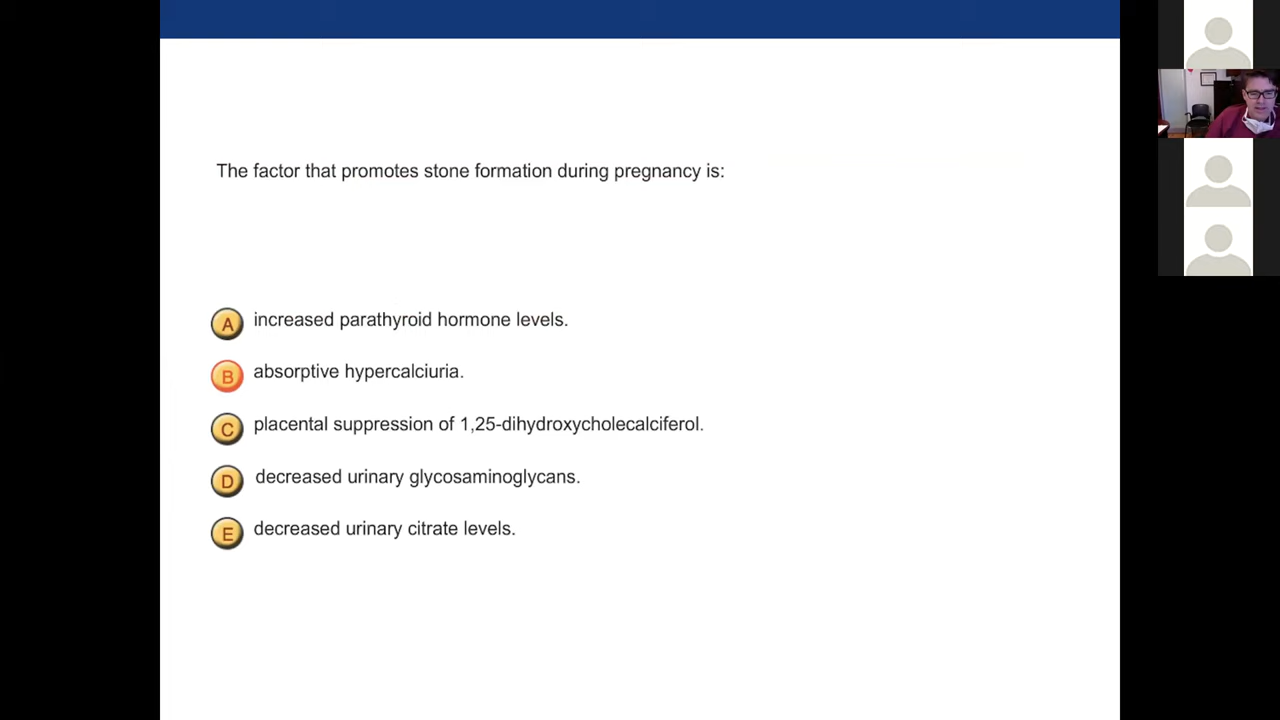 The factor that promotes stone formation during pregnancy is:
A increased parathyroid hormone levels.
B absorptive hypercalciuria.
C placental suppression of 1,25-dihydroxycholecalciferol.
D decreased urinary glycosaminoglycans.
E decreased urinary citrate levels.